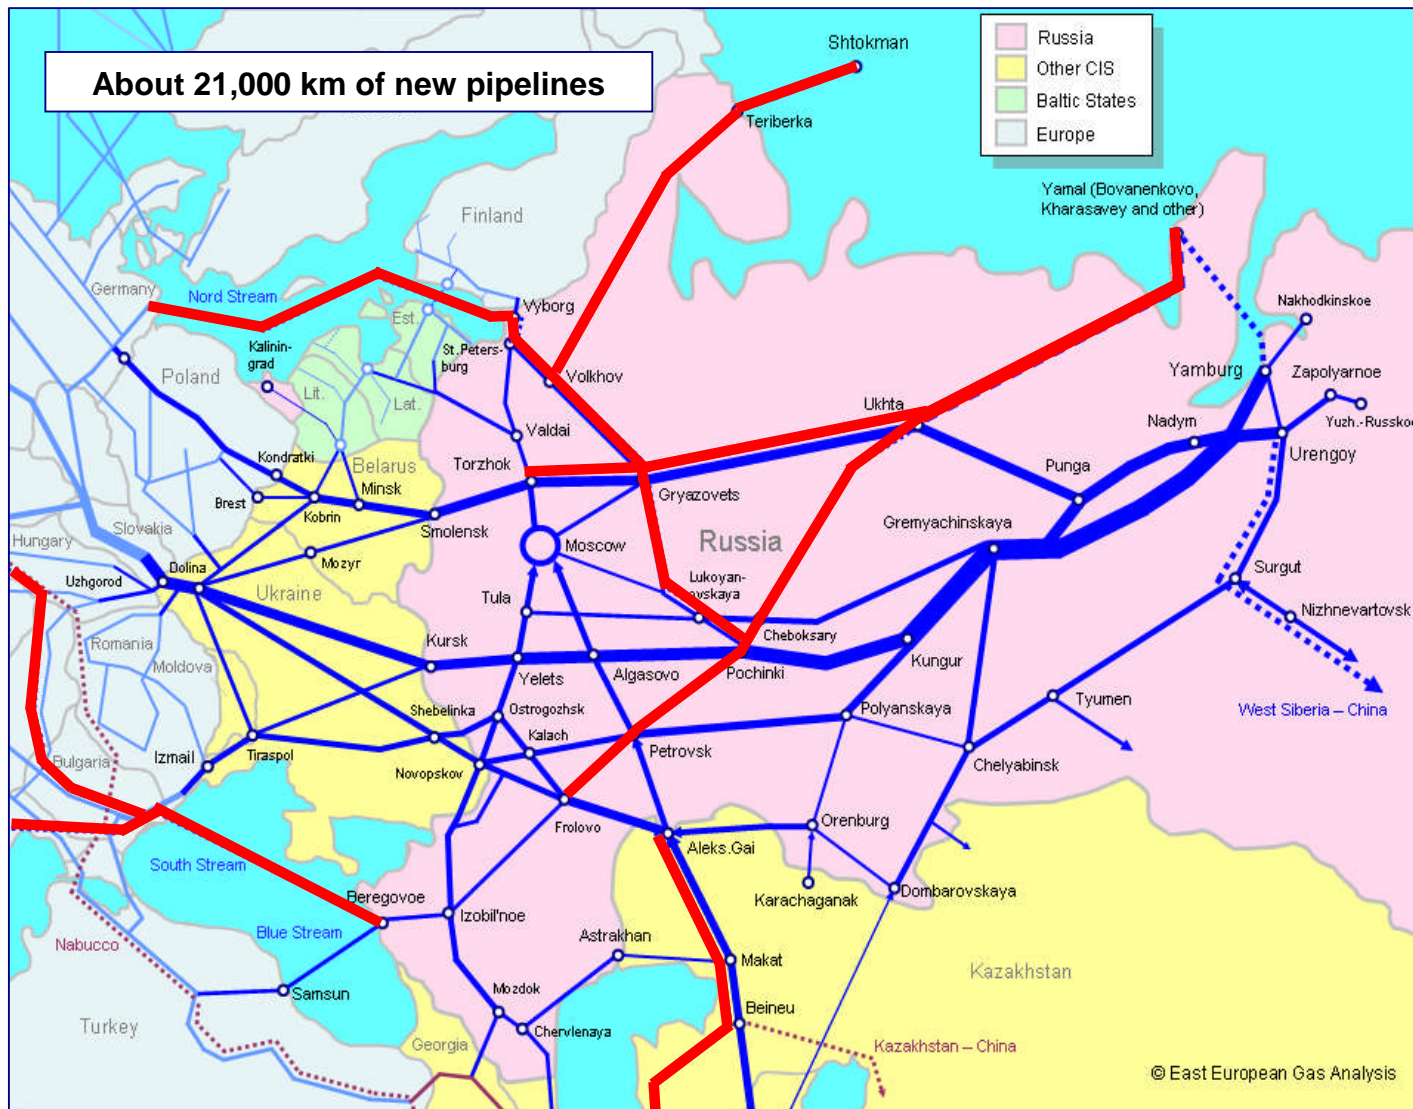 About 21,000 km of new pipelines
Russia
Other CIS
Baltic States
Europe
Shtokman
Teriberka
Yamal (Bovanenkovo,
Kharasavey and other)
Finland
Germany
Nord Stream
Vyborg
Nakhodkinskoe
Est.
Kalinin-
grad
St.Peters-
burg
Volkhov
Yamburg
Zapolyarnoe
Poland
Lit.
Lat.
Ukhta
Valdai
Nadym
Yuzh.-Russkoe
Kondratki
Belarus
Torzhok
Punga
Urengoy
Brest
Minsk
Gryazovets
Kobrin
Smolensk
Gremyachinskaya
Slovakia
Hungary
Moscow
Russia
Mozyr
Dolina
Uzhgorod
Ukraine
Tula
Lukoyan-
ovskaya
Surgut
Nizhnevartovsk
Romania
Moldova
Kursk
Cheboksary
Kungur
Yelets
Algasovo
Pochinki
Tyumen
Shebelinka
Ostrogozhsk
Polyanskaya
West Siberia – China
Kalach
Izmail
Tiraspol
Petrovsk
Bulgaria
Novopskov
Chelyabinsk
Frolovo
Orenburg
Aleks.Gai
South Stream
Beregovoe
Karachaganak
Dombarovskaya
Izobil'noe
Blue Stream
Nabucco
Astrakhan
Makat
Kazakhstan
Samsun
Mozdok
Beineu
Turkey
Chervlenaya
Georgia
Kazakhstan – China
© East European Gas Analysis